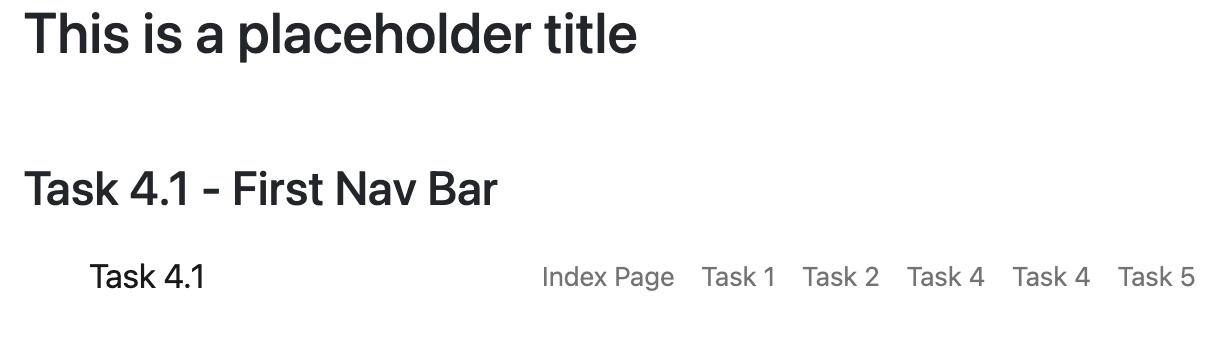 This is a placeholder title
Task 4.1 - First Nav Bar
Task 4.1 Index Page Task 1 Task 2 Task 4 Task 4 Task 5